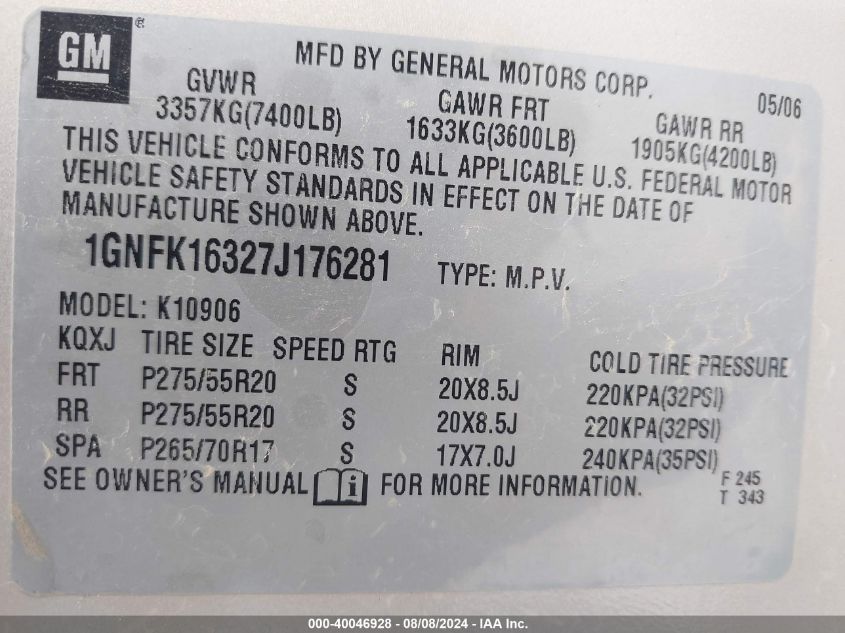 GM
MFD BY GENERAL MOTORS CORP.
05/06
GVWR GAWR FRT GAWR RR
3357KG(7400LB) 1633KG(3600LB) 1905KG(4200LB)
THIS VEHICLE CONFORMS TO ALL APPLICABLE U.S. FEDERAL MOTOR
VEHICLE SAFETY STANDARDS IN EFFECT ON THE DATE OF
MANUFACTURE SHOWN ABOVE.
1GNFK16327J176281 TYPE: M.P.V.
MODEL: K10906
KQXJ TIRE SIZE SPEED RTG RIM COLD TIRE PRESSURE
FRT P275/55R20 S 20X8.5J 220KPA(32PSI)
RR P275/55R20 S 20X8.5J 220KPA(32PSI)
SPA P265/70R17 S 17X7.0J 240KPA(35PSI)
SEE OWNER'S MANUAL i FOR MORE INFORMATION.
F 245
T 343
000-40046928 - 08/08/2024 - IAA Inc.